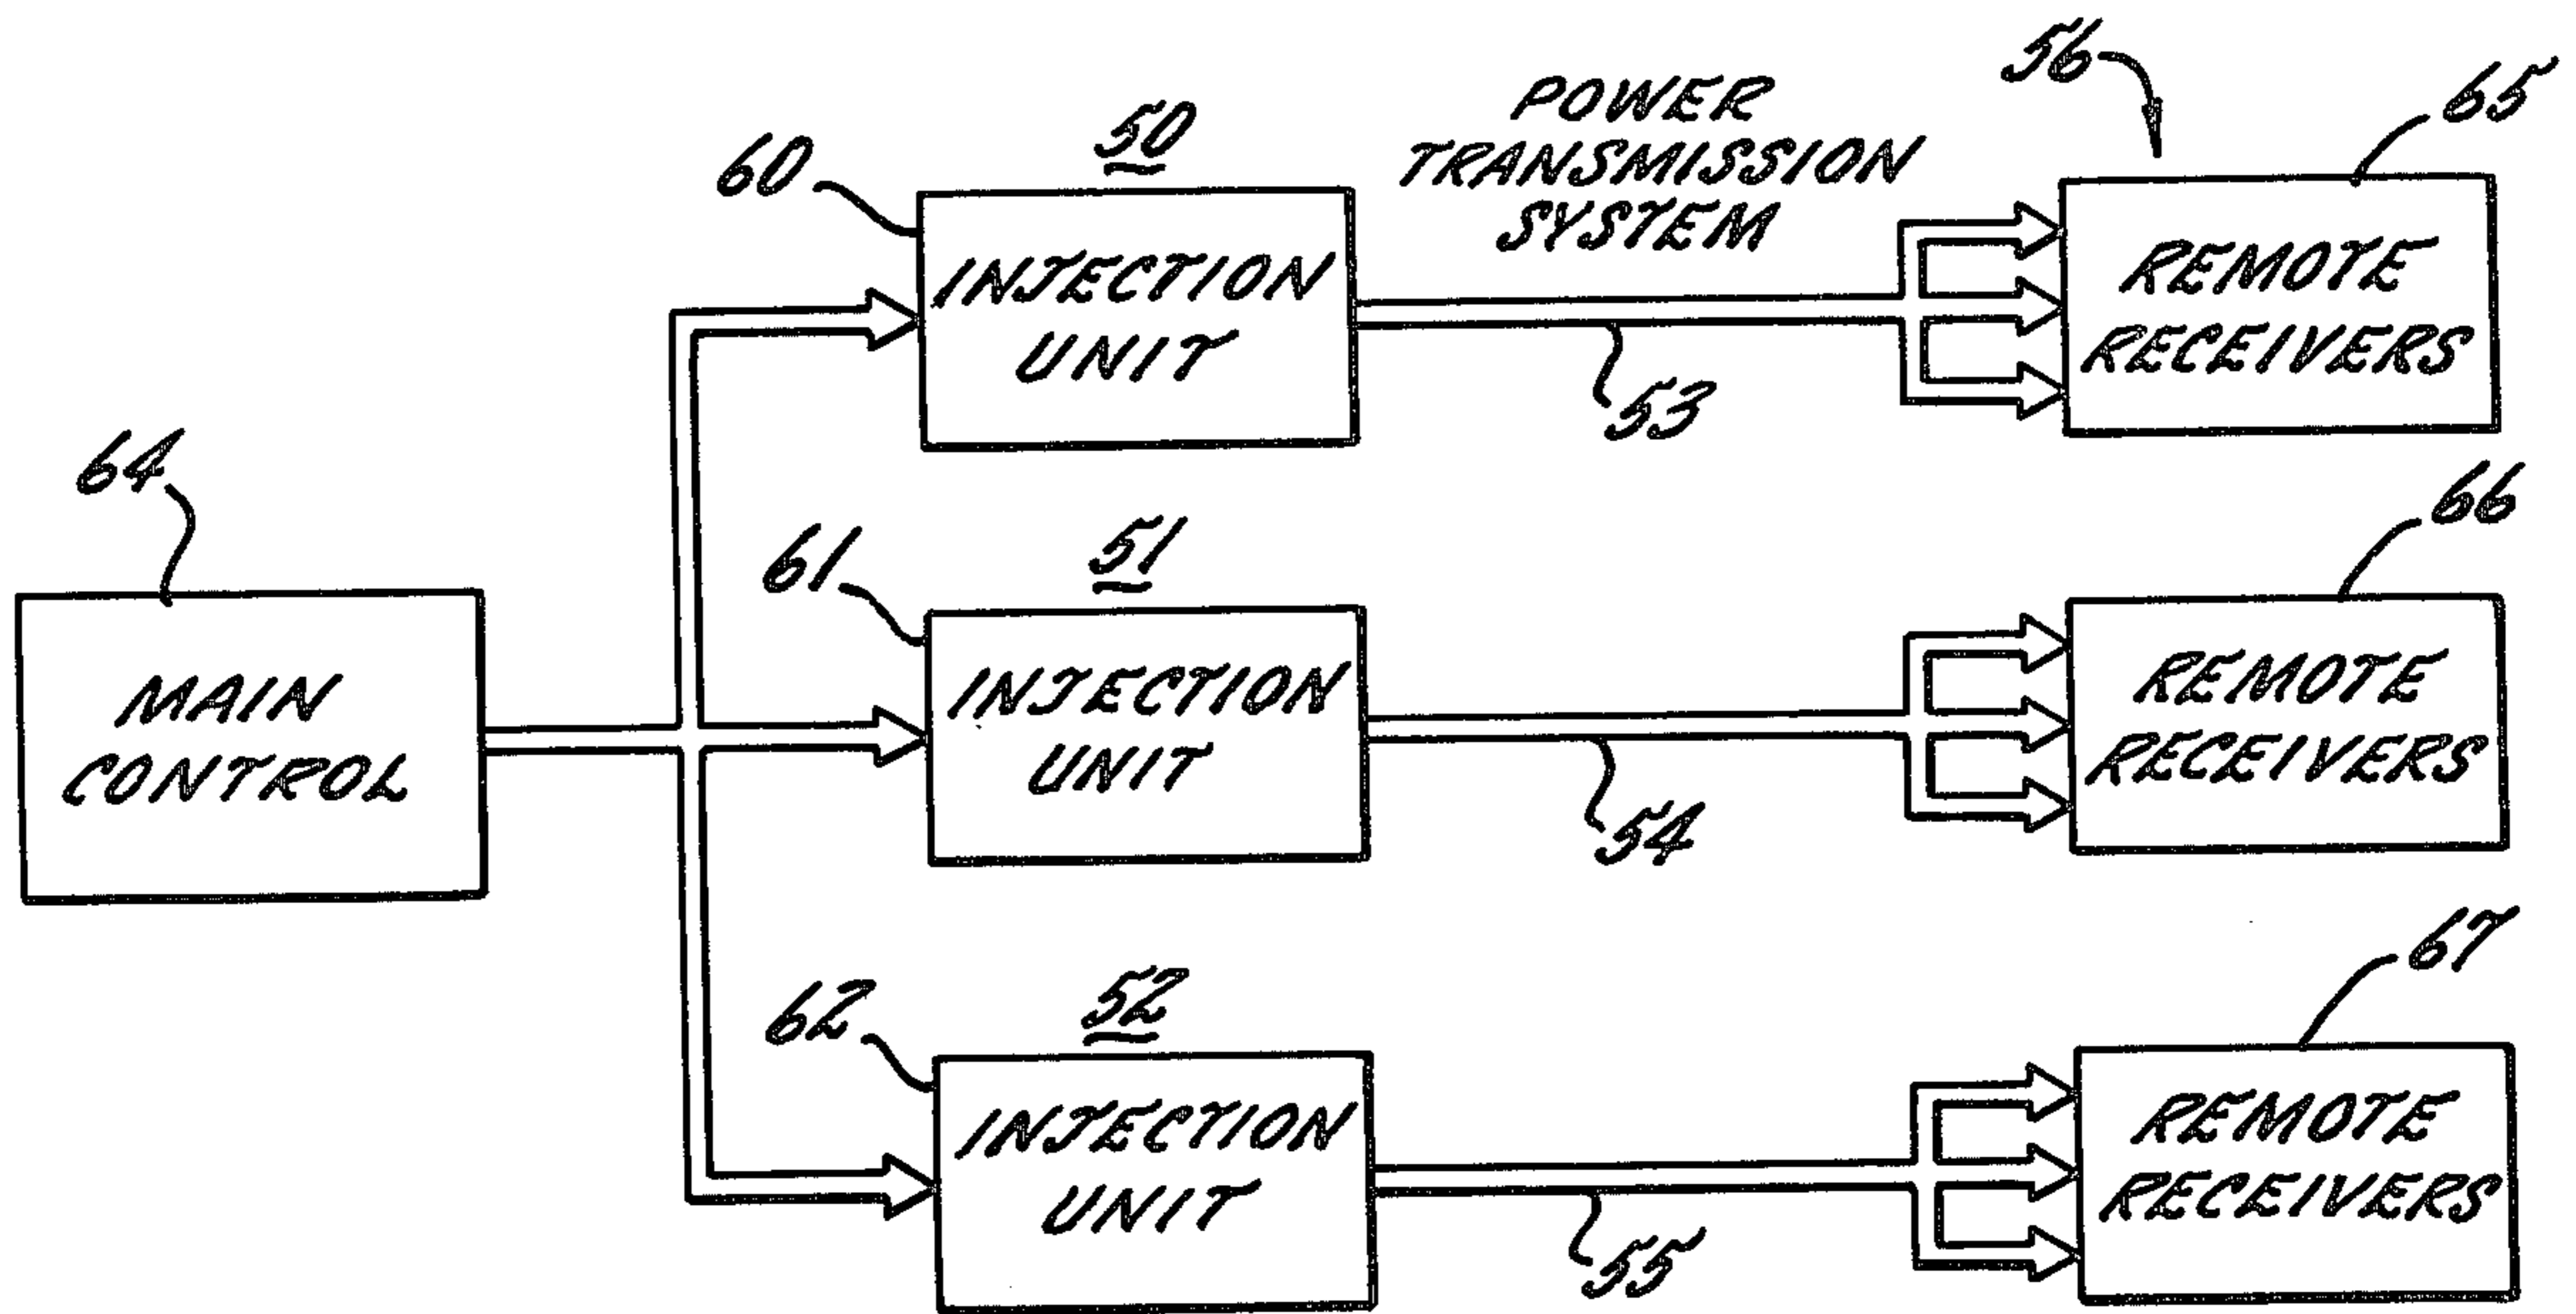 56
65
POWER
TRANSMISSION
SYSTEM
50
60
INJECTION
UNIT
53
REMOTE
RECEIVERS
64
MAIN
CONTROL
66
51
61
INJECTION
UNIT
54
REMOTE
RECEIVERS
67
52
62
INJECTION
UNIT
55
REMOTE
RECEIVERS